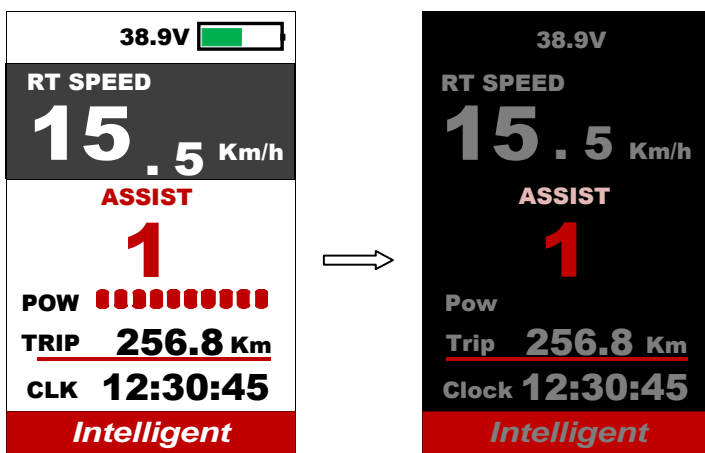 38.9V
RT SPEED
15.5 Km/h
ASSIST
1
POW
TRIP 256.8 Km
CLK 12:30:45
Intelligent
38.9V
RT SPEED
15.5 Km/h
ASSIST
1
Pow
Trip 256.8 Km
Clock 12:30:45
Intelligent